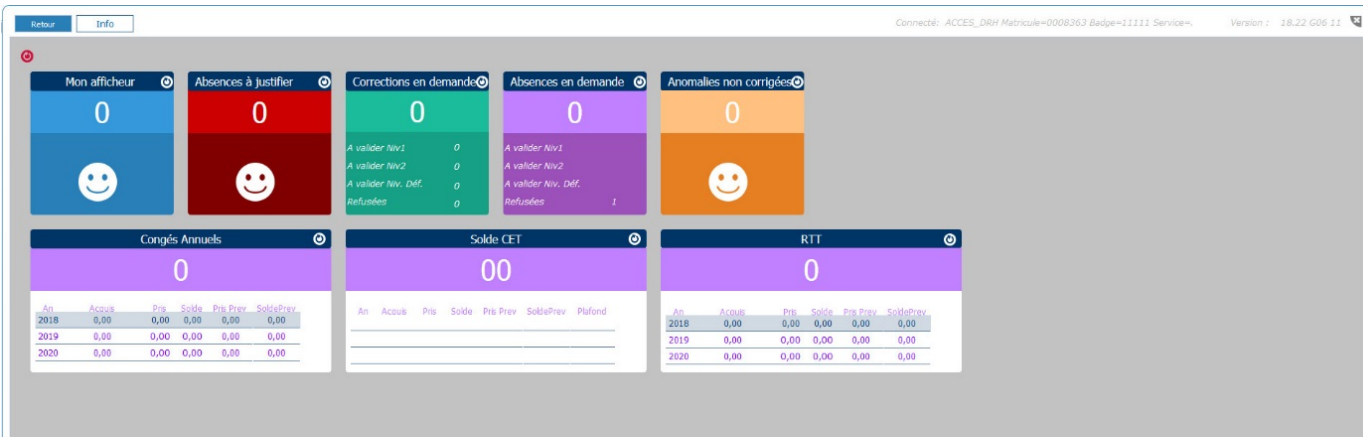 Retour Info Connecté: ACCES_DRH Matricule=0008363 Badge=11111 Service=. Version : 18.22 G06 11
Mon afficheur Absences à justifier Corrections en demande Absences en demande Anomalies non corrigées
0 0 0 0 0
A valider Niv1 0 A valider Niv1
A valider Niv2 0 A valider Niv2
A valider Niv. Déf. 0 A valider Niv. Déf.
Refusées 0 Refusées 1
Congés Annuels Solde CET RTT
0 00 0
An Acquis Pris Solde Pris Prev SoldePrev An Acquis Pris Solde Pris Prev SoldePrev Plafond An Acquis Pris Solde Pris Prev SoldePrev
2018 0,00 0,00 0,00 0,00 0,00 2018 0,00 0,00 0,00 0,00 0,00
2019 0,00 0,00 0,00 0,00 0,00 2019 0,00 0,00 0,00 0,00 0,00
2020 0,00 0,00 0,00 0,00 0,00 2020 0,00 0,00 0,00 0,00 0,00